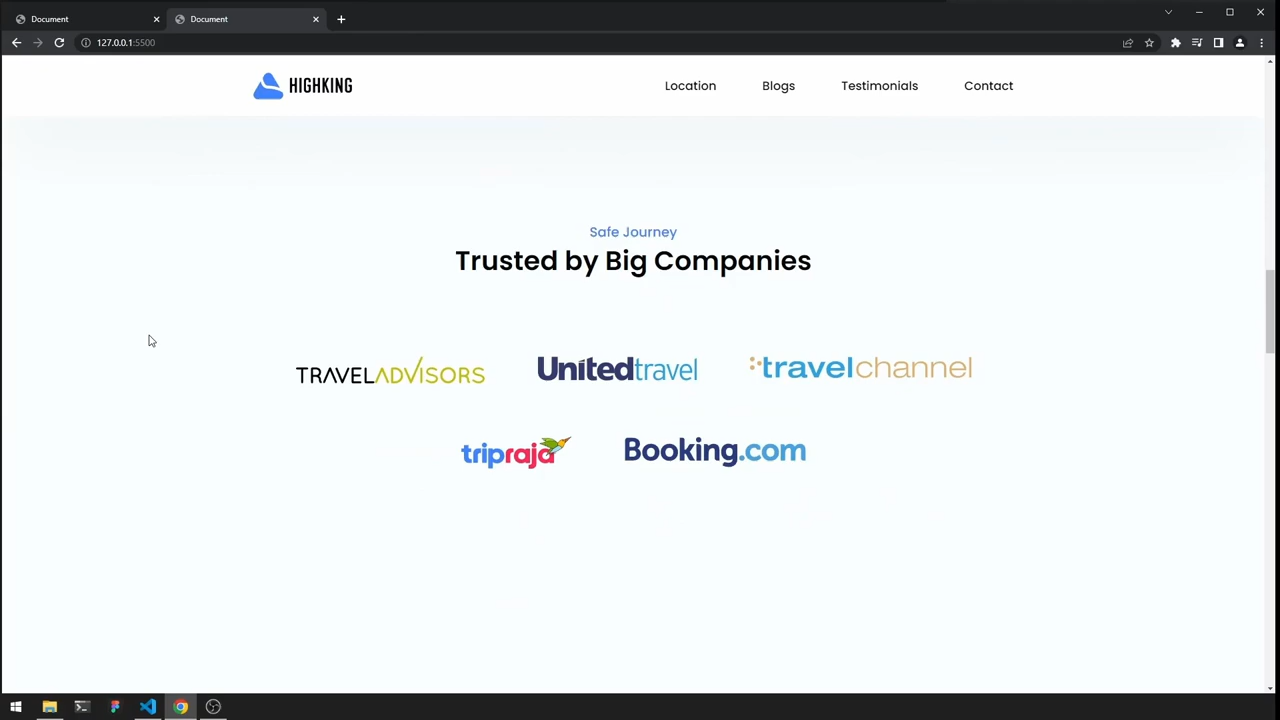 Document
Document
127.0.0.1:5500
HIGHKING
Location
Blogs
Testimonials
Contact
Safe Journey
Trusted by Big Companies
TRAVELADVISORS
Unitedtravel
travelchannel
tripraja
Booking.com